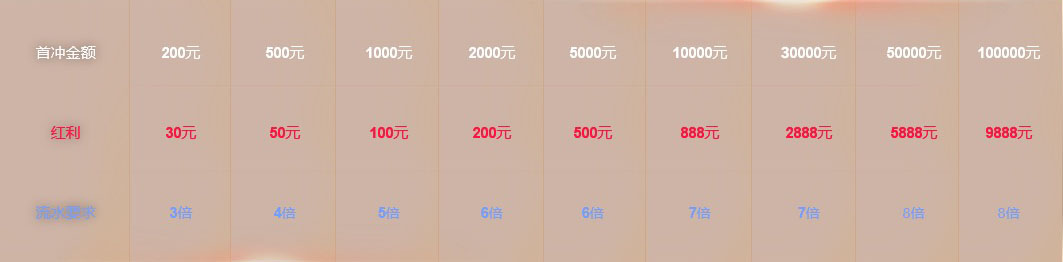 首冲金额 200元 500元 1000元 2000元 5000元 10000元 30000元 50000元 100000元
红利 30元 50元 100元 200元 500元 888元 2888元 5888元 9888元
流水要求 3倍 4倍 5倍 6倍 6倍 7倍 7倍 8倍 8倍